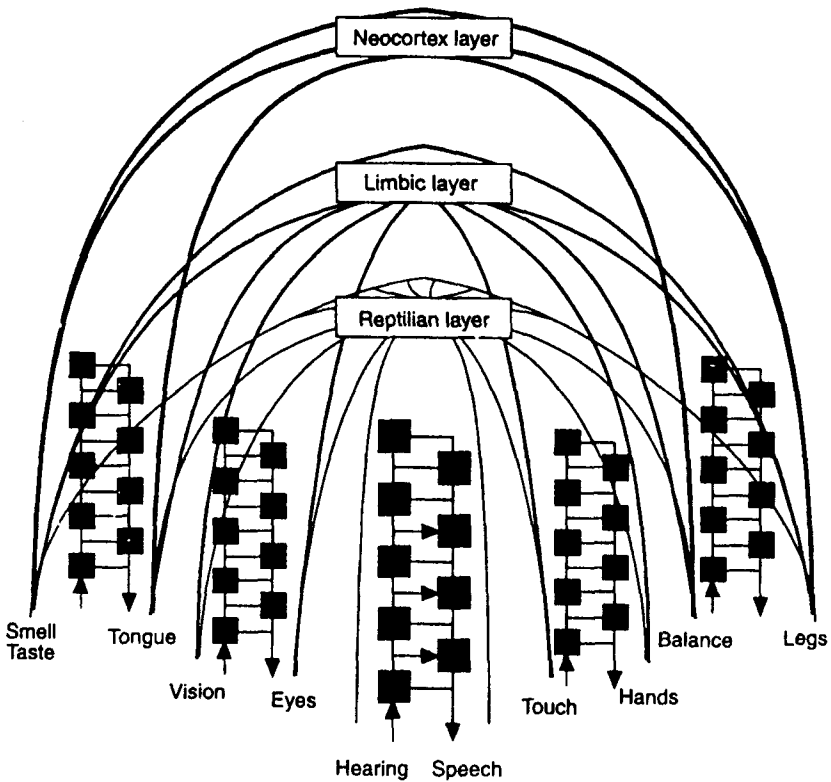 Neocortex layer
Limbic layer
Reptilian layer
Smell
Taste
Tongue
Vision
Eyes
Hearing
Speech
Touch
Hands
Balance
Legs